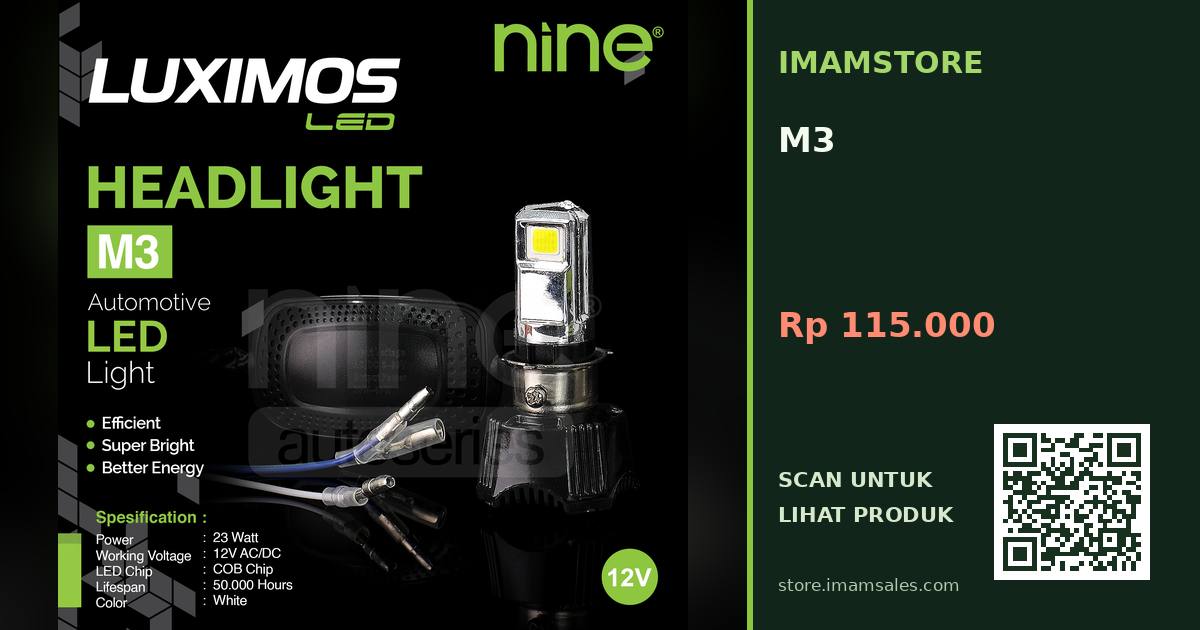 LUXIMOS
LED
nine®
HEADLIGHT
M3
Automotive
LED
Light
• Efficient
• Super Bright
• Better Energy
nine®
autoseries
Spesification :
Power : 23 Watt
Working Voltage : 12V AC/DC
LED Chip : COB Chip
Lifespan : 50.000 Hours
Color : White
12V
IMAMSTORE
M3
Rp 115.000
SCAN UNTUK
LIHAT PRODUK
store.imamsales.com